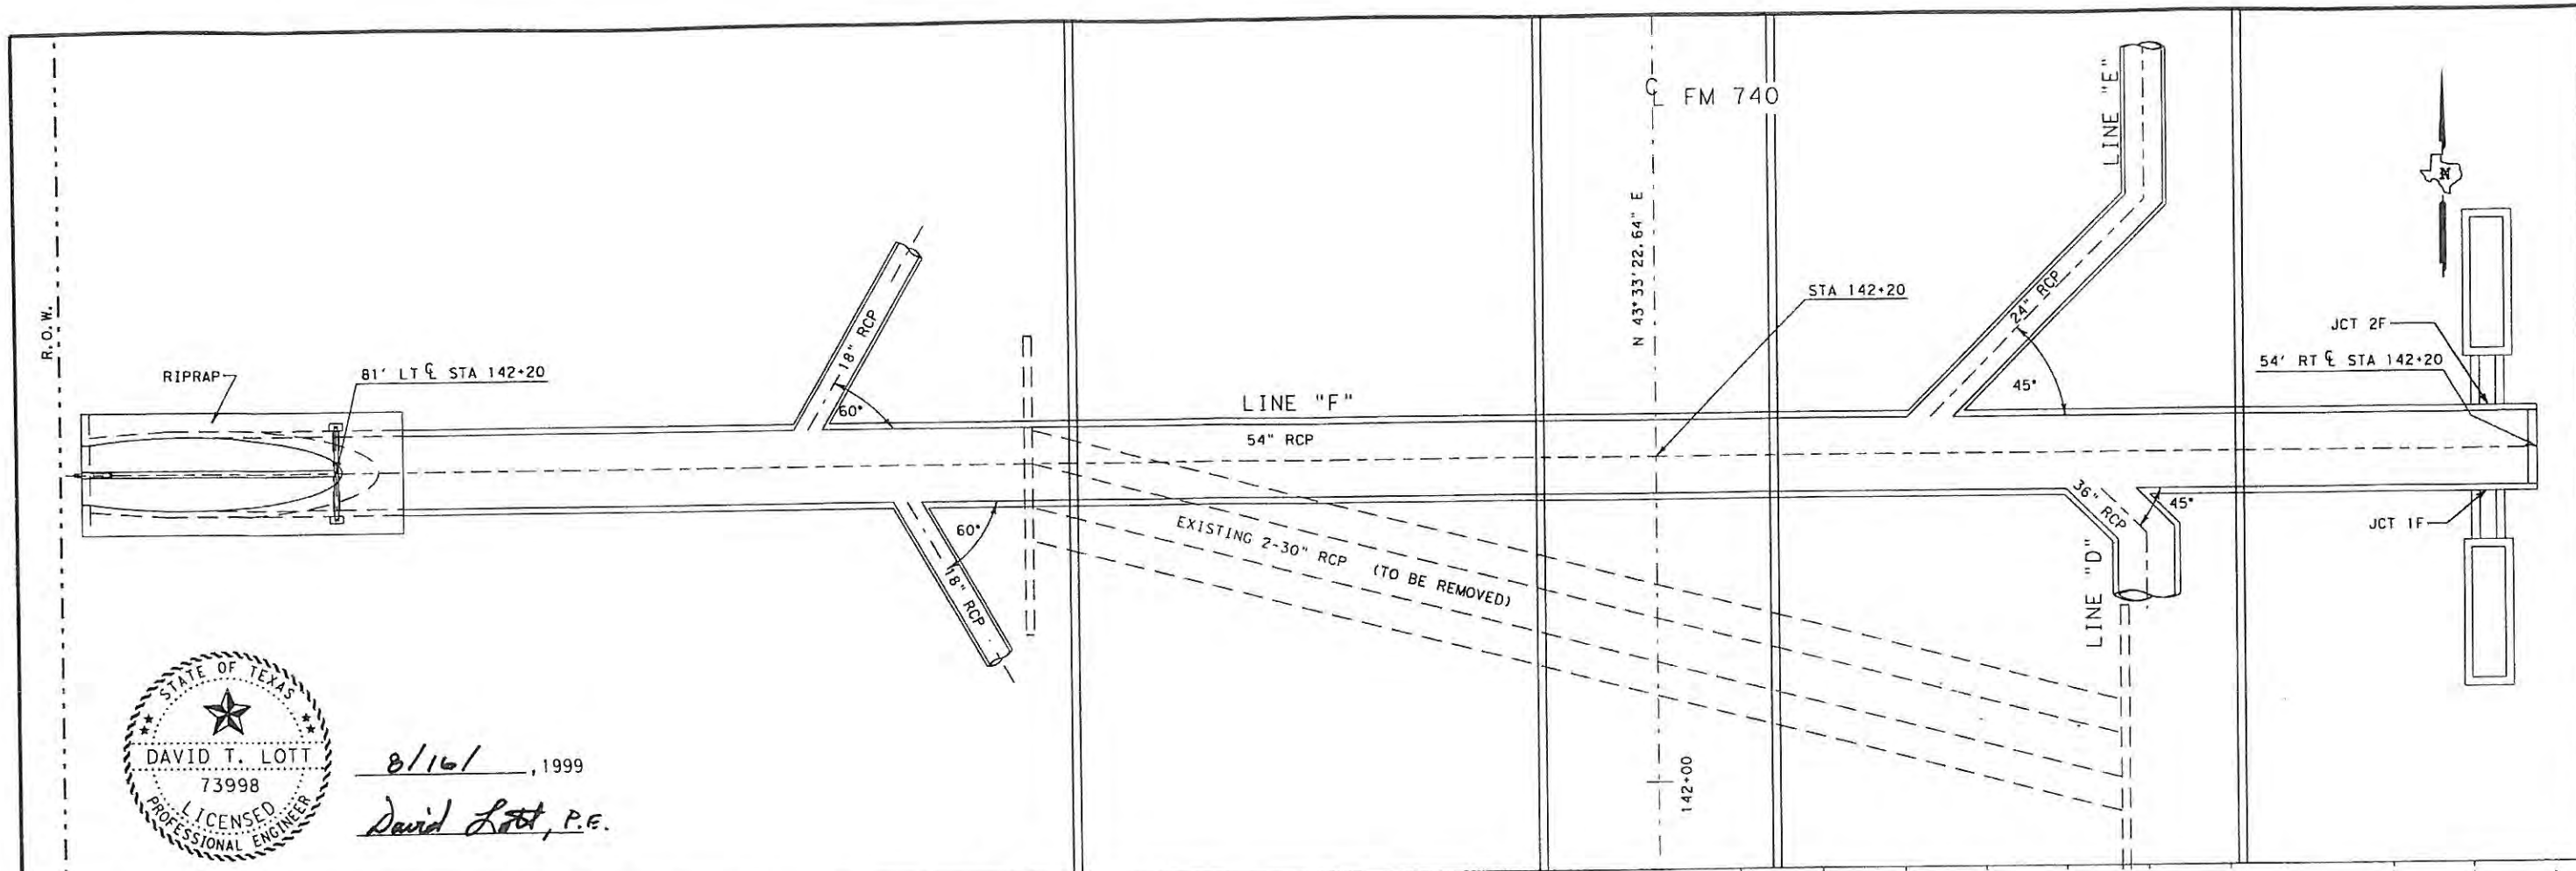 ℄ FM 740
LINE "E"
N 43°33'22.64" E
R.O.W.
STA 142+20
24" RCP
45°
JCT 2F
54' RT ℄ STA 142+20
RIPRAP
81' LT ℄ STA 142+20
18" RCP
60°
LINE "F"
54" RCP
N
36" RCP
45°
JCT 1F
60°
18" RCP
EXISTING 2-30" RCP (TO BE REMOVED)
LINE "D"
142+00
STATE OF TEXAS
DAVID T. LOTT
73998
LICENSED
PROFESSIONAL ENGINEER
8/16/ , 1999
David Lott, P.E.